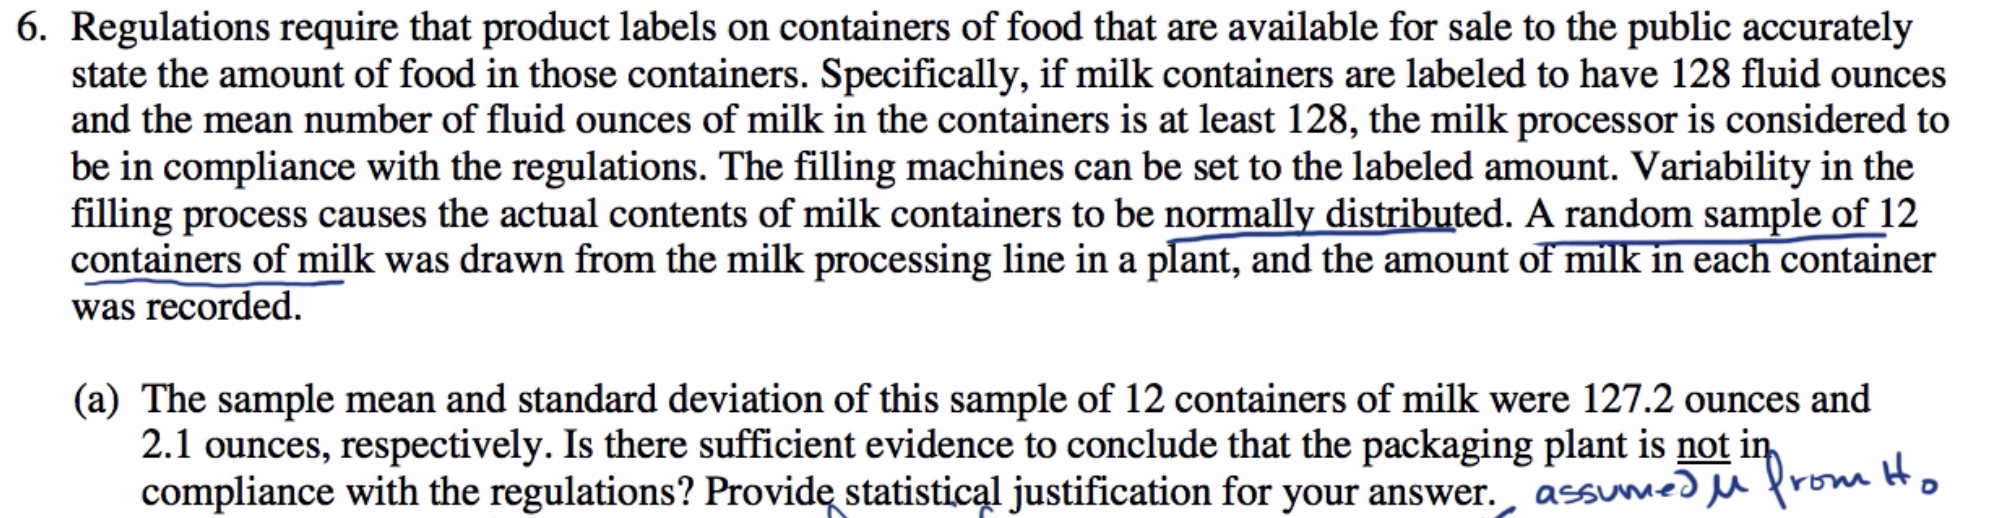 6. Regulations require that product labels on containers of food that are available for sale to the public accurately
state the amount of food in those containers. Specifically, if milk containers are labeled to have 128 fluid ounces
and the mean number of fluid ounces of milk in the containers is at least 128, the milk processor is considered to
be in compliance with the regulations. The filling machines can be set to the labeled amount. Variability in the
filling process causes the actual contents of milk containers to be normally distributed. A random sample of 12
containers of milk was drawn from the milk processing line in a plant, and the amount of milk in each container
was recorded.
(a) The sample mean and standard deviation of this sample of 12 containers of milk were 127.2 ounces and
2.1 ounces, respectively. Is there sufficient evidence to conclude that the packaging plant is not in
compliance with the regulations? Provide statistical justification for your answer. assumed μ from H₀